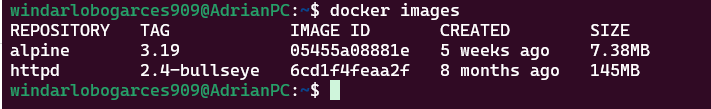 windarlobogarces909@AdrianPC:~$ docker images
REPOSITORY   TAG            IMAGE ID       CREATED        SIZE
alpine       3.19           05455a08881e   5 weeks ago    7.38MB
httpd        2.4-bullseye   6cd1f4feaa2f   8 months ago   145MB
windarlobogarces909@AdrianPC:~$